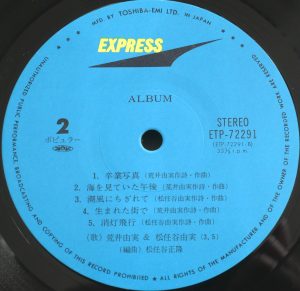 MFD. BY TOSHIBA-EMI LTD. IN JAPAN
EXPRESS
ALBUM
2
ポピュラー
STEREO
ETP-72291
(ETP-72291-B)
33⅓ r.p.m.
1. 卒業写真(荒井由実作詩・作曲)
2. 海を見ていた午後(荒井由実作詩・作曲)
3. 潮風にちぎれて(松任谷由実作詩・作曲)
4. 生まれた街で(荒井由実作詩・作曲)
5. 消灯飛行(松任谷由実作詩・作曲)
(歌)荒井由実 & 松任谷由実(3, 5)
(編曲)松任谷正隆
UNAUTHORIZED PUBLIC PERFORMANCE, BROADCASTING AND COPYING OF THIS RECORD PROHIBITED ★ ALL RIGHTS OF THE MANUFACTURER AND OF THE OWNER OF THE RECORDED WORK ARE RESERVED